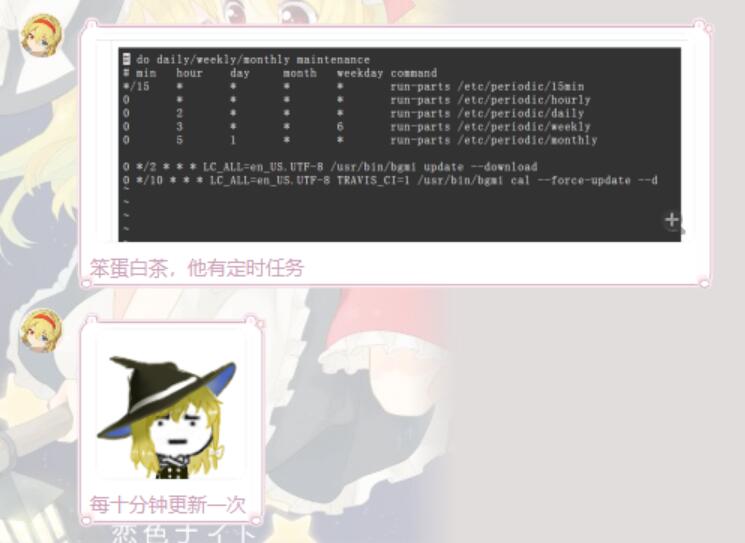 # do daily/weekly/monthly maintenance
# min hour day month weekday command
*/15 * * * * run-parts /etc/periodic/15min
0 * * * * run-parts /etc/periodic/hourly
0 2 * * * run-parts /etc/periodic/daily
0 3 * * 6 run-parts /etc/periodic/weekly
0 5 1 * * run-parts /etc/periodic/monthly
0 */2 * * * LC_ALL=en_US.UTF-8 /usr/bin/bgmi update --download
0 */10 * * * LC_ALL=en_US.UTF-8 TRAVIS_CI=1 /usr/bin/bgmi cal --force-update --d
~
~
~
~
笨蛋白茶，他有定时任务
每十分钟更新一次
恋色ナイト